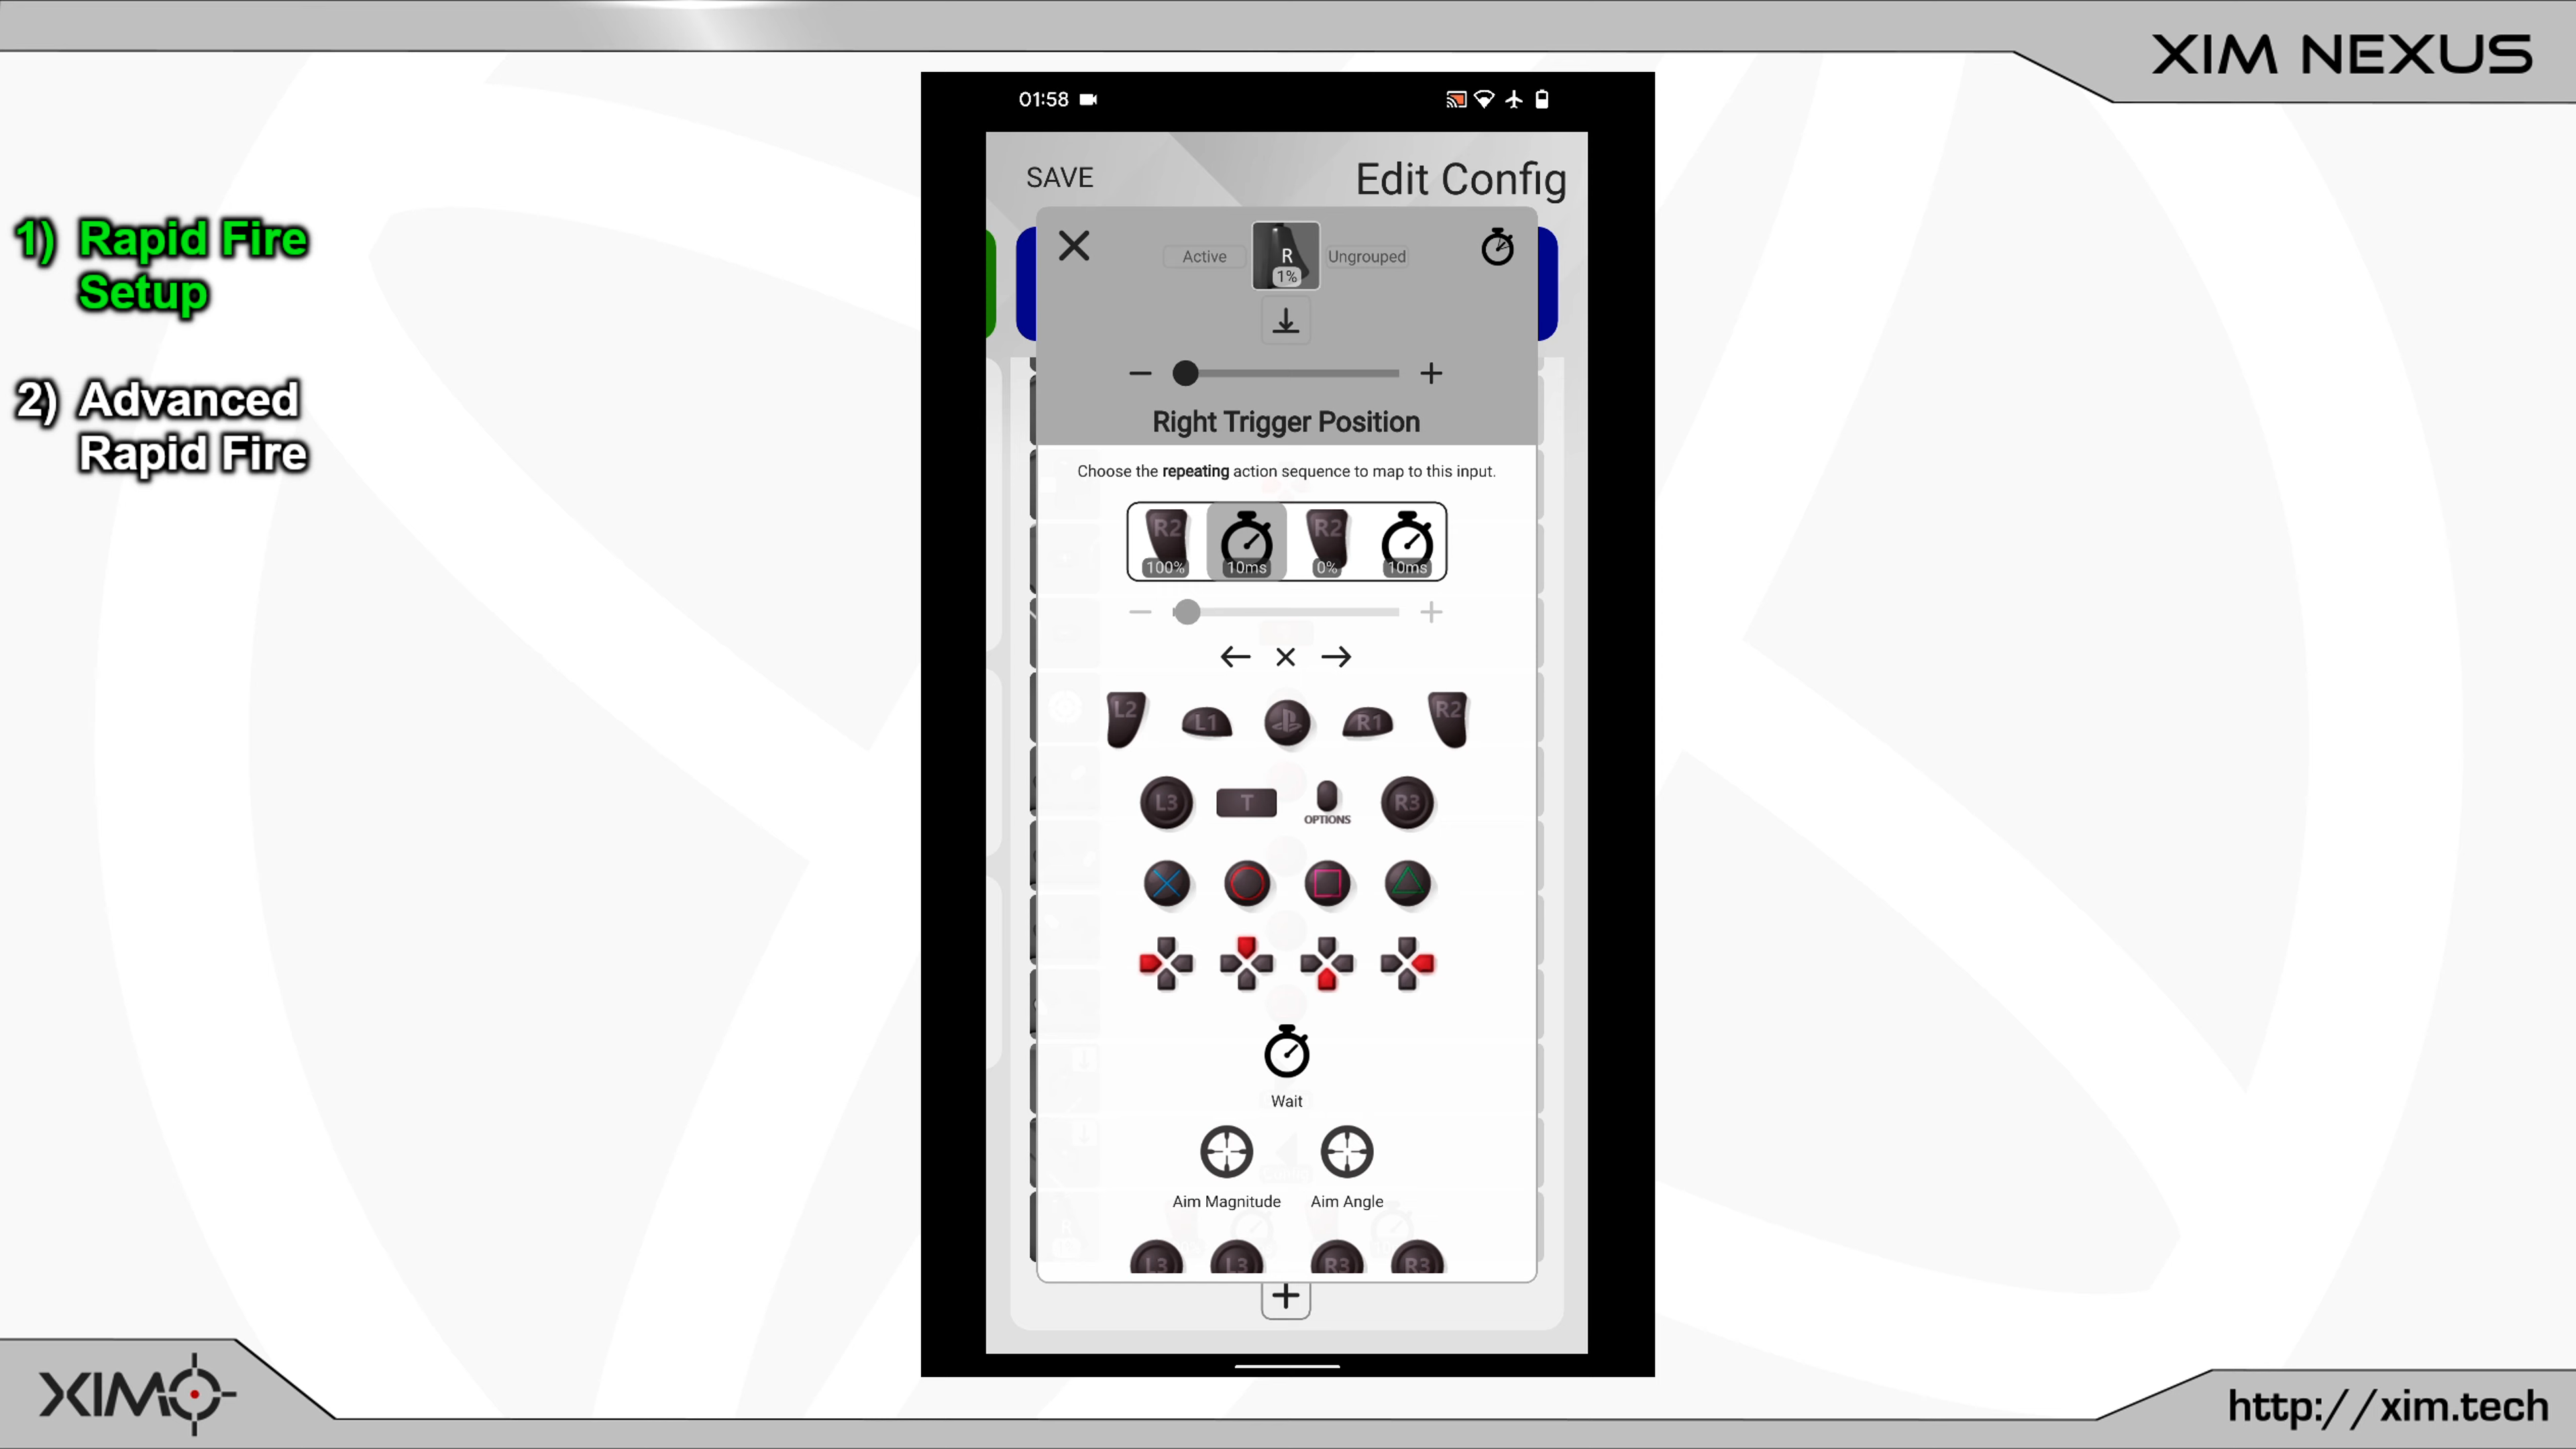 XIM NEXUS
01:58
SAVE
Edit Config
1) Rapid Fire
Setup
2) Advanced
Rapid Fire
Active
R
1%
Ungrouped
Right Trigger Position
Choose the repeating action sequence to map to this input.
R2 R2
100% 10ms 0% 10ms
L2 L1 R1 R2
L3 T OPTIONS R3
Wait
Aim Magnitude Aim Angle
L3 L3 R3 R3
XIM
http://xim.tech